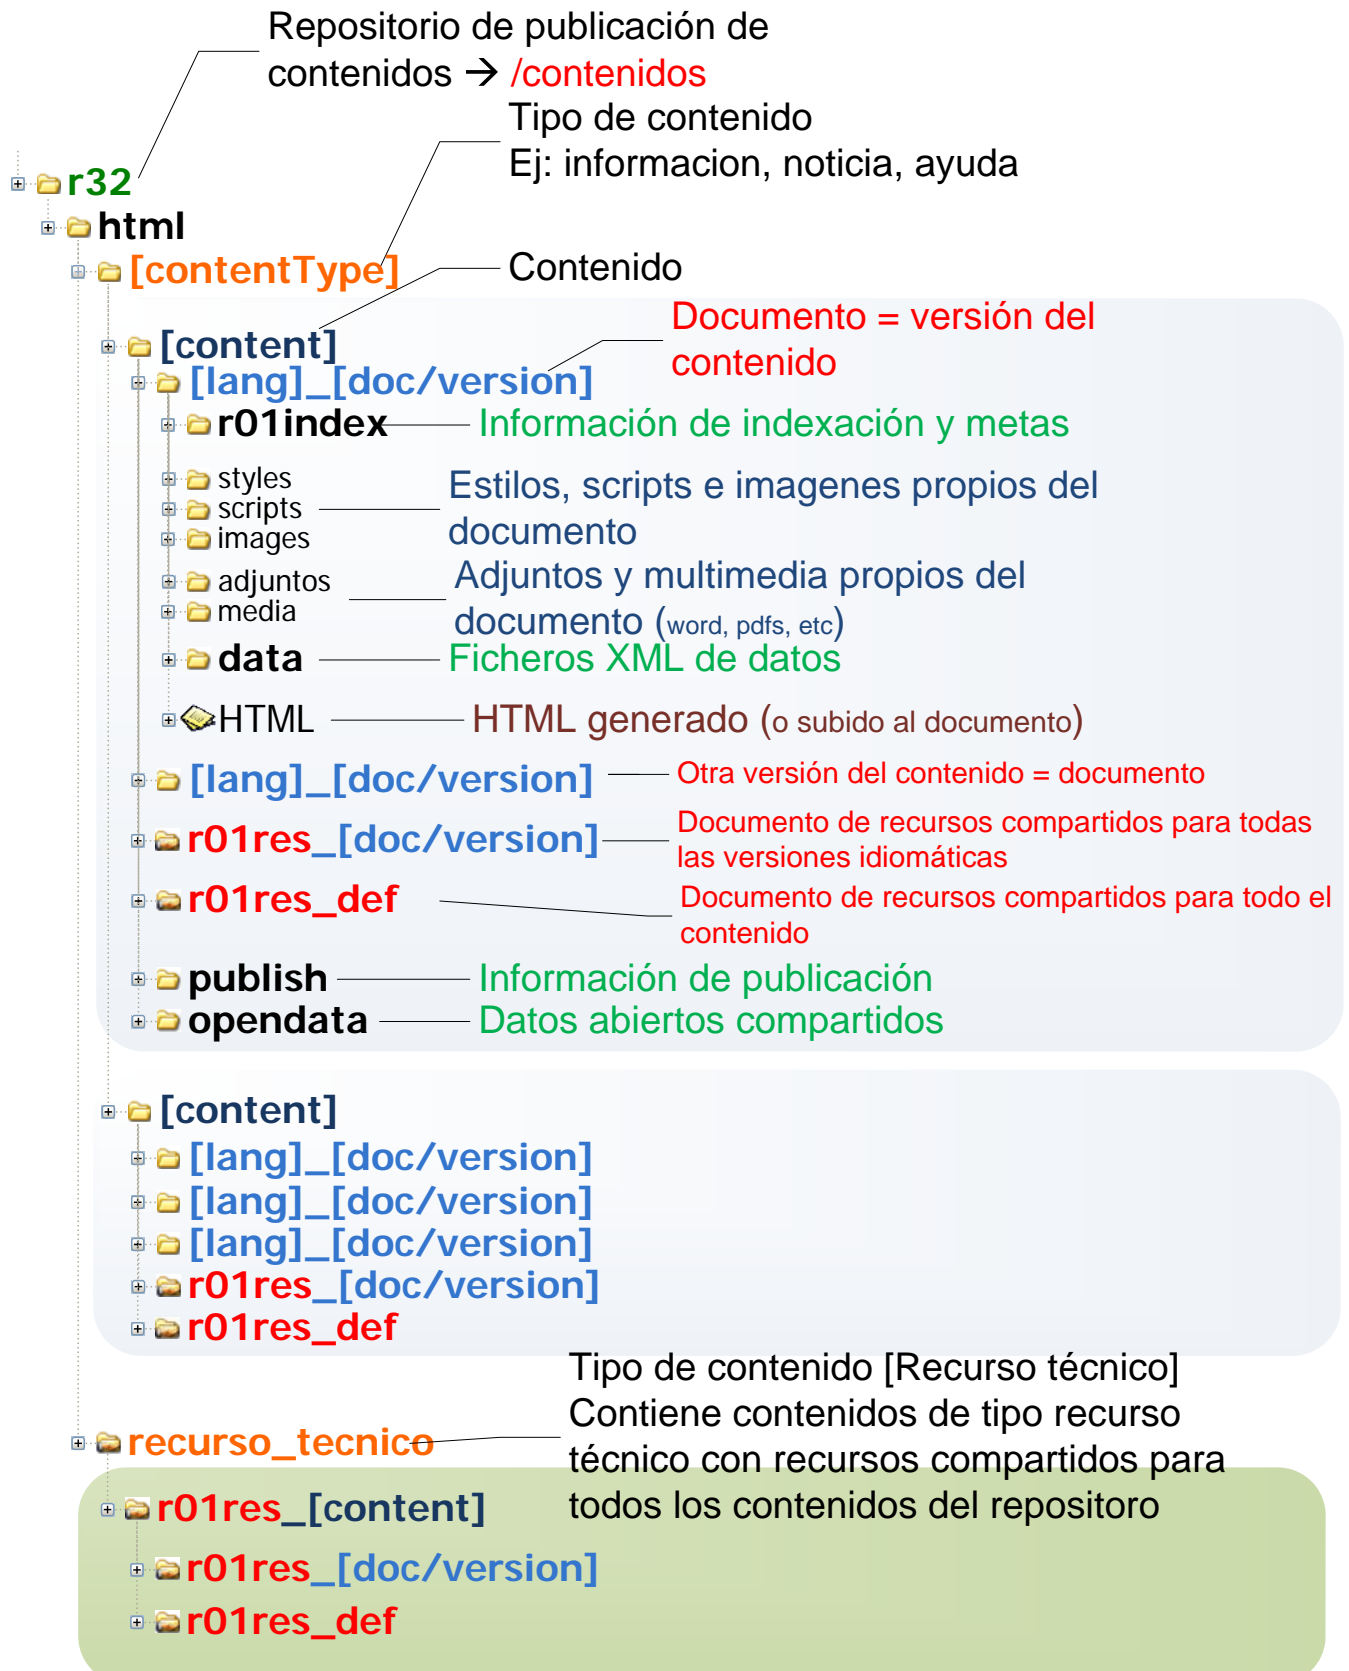 Repositorio de publicación de
contenidos → /contenidos
Tipo de contenido
Ej: informacion, noticia, ayuda
r32
html
[contentType]
Contenido
Documento = versión del
contenido
[content]
[lang]_[doc/version]
r01index
Información de indexación y metas
styles
scripts
images
Estilos, scripts e imagenes propios del
documento
adjuntos
media
Adjuntos y multimedia propios del
documento (word, pdfs, etc)
data
Ficheros XML de datos
HTML
HTML generado (o subido al documento)
[lang]_[doc/version]
Otra versión del contenido = documento
r01res_[doc/version]
Documento de recursos compartidos para todas
las versiones idiomáticas
r01res_def
Documento de recursos compartidos para todo el
contenido
publish
Información de publicación
opendata
Datos abiertos compartidos
[content]
[lang]_[doc/version]
[lang]_[doc/version]
[lang]_[doc/version]
r01res_[doc/version]
r01res_def
Tipo de contenido [Recurso técnico]
Contiene contenidos de tipo recurso
técnico con recursos compartidos para
todos los contenidos del repositoro
recurso_tecnico
r01res_[content]
r01res_[doc/version]
r01res_def